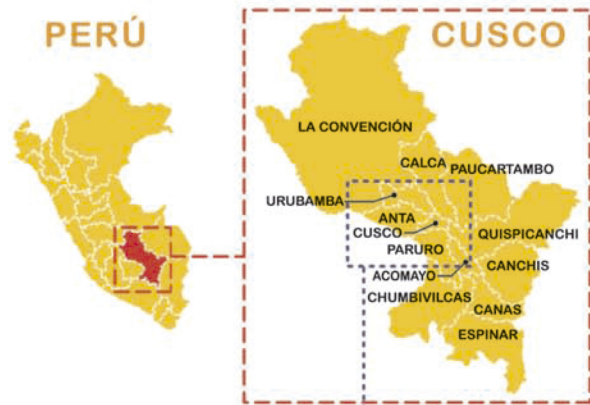 PERÚ
CUSCO
LA CONVENCIÓN
CALCA
PAUCARTAMBO
URUBAMBA
ANTA
CUSCO
QUISPICANCHI
PARURO
CANCHIS
ACOMAYO
CHUMBIVILCAS
CANAS
ESPINAR